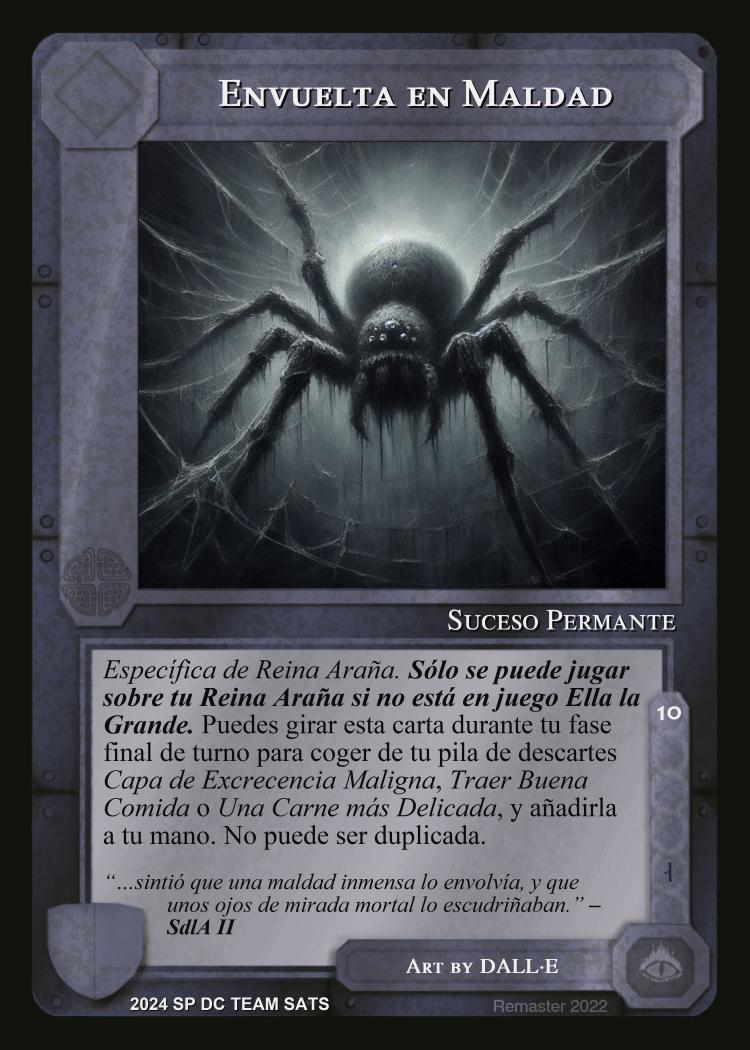 Envuelta en Maldad
Suceso Permante
Específica de Reina Araña. Sólo se puede jugar
sobre tu Reina Araña si no está en juego Ella la
Grande. Puedes girar esta carta durante tu fase
final de turno para coger de tu pila de descartes
Capa de Excrecencia Maligna, Traer Buena
Comida o Una Carne más Delicada, y añadirla
a tu mano. No puede ser duplicada.
10
“...sintió que una maldad inmensa lo envolvía, y que
unos ojos de mirada mortal lo escudriñaban.” –
SdlA II
Art by DALL·E
2024 SP DC TEAM SATS
Remaster 2022